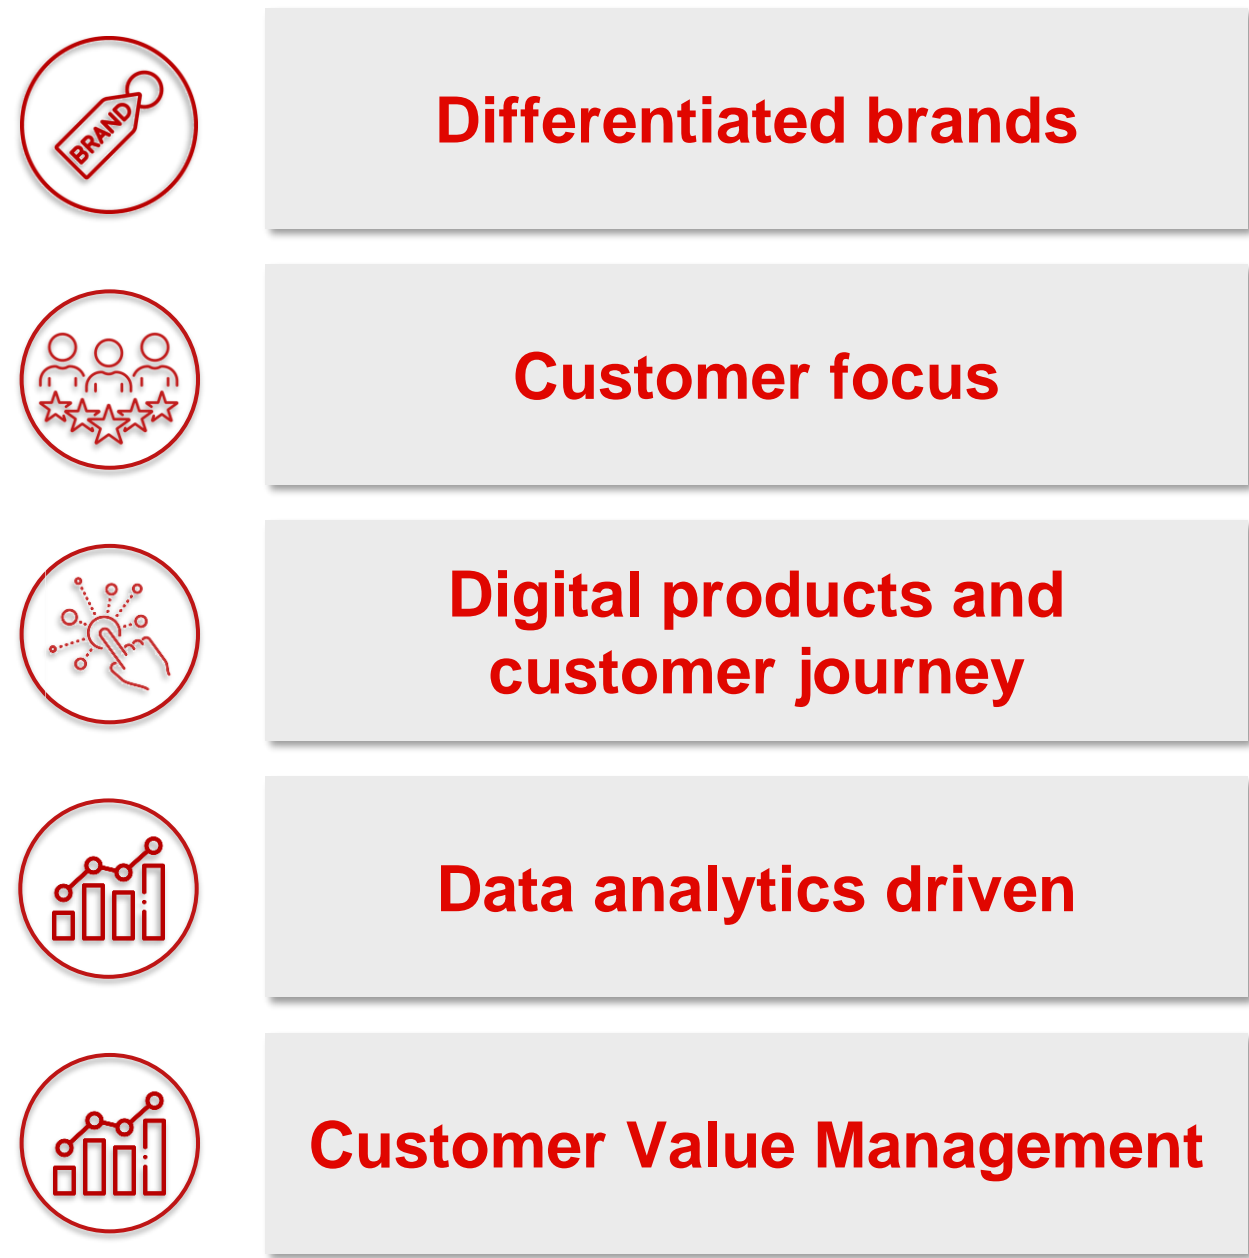 BRAND
Differentiated brands
Customer focus
Digital products and
customer journey
Data analytics driven
Customer Value Management